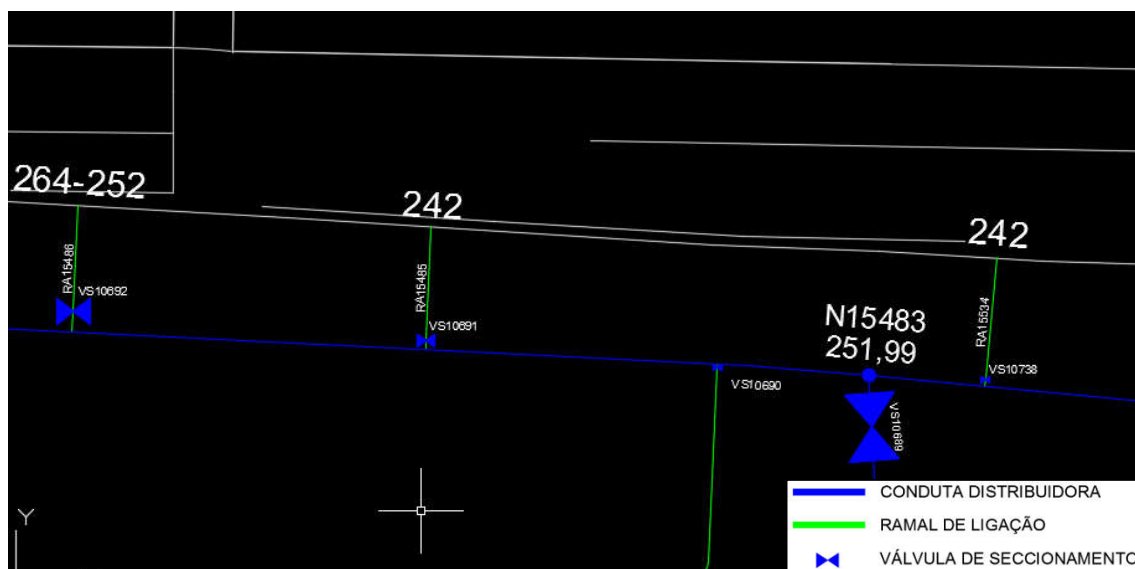 264-252
242
242
RA15486
VS10692
RA15485
VS10691
RA15534
VS10738
N15483
251,99
VS10690
VS10689
Y
CONDUTA DISTRIBUIDORA
RAMAL DE LIGAÇÃO
VÁLVULA DE SECCIONAMENTO